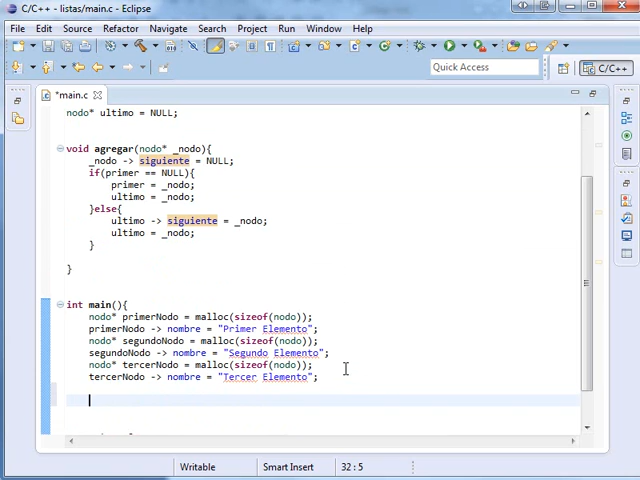 C/C++ - listas/main.c - Eclipse
File Edit Source Refactor Navigate Search Project Run Window Help
Quick Access
C/C++
*main.c
nodo* ultimo = NULL;
void agregar(nodo* _nodo){
_nodo -> siguiente = NULL;
if(primer == NULL){
primer = _nodo;
ultimo = _nodo;
}else{
ultimo -> siguiente = _nodo;
ultimo = _nodo;
}
}
int main(){
nodo* primerNodo = malloc(sizeof(nodo));
primerNodo -> nombre = "Primer Elemento";
nodo* segundoNodo = malloc(sizeof(nodo));
segundoNodo -> nombre = "Segundo Elemento";
nodo* tercerNodo = malloc(sizeof(nodo));
tercerNodo -> nombre = "Tercer Elemento";
Writable Smart Insert 32 : 5